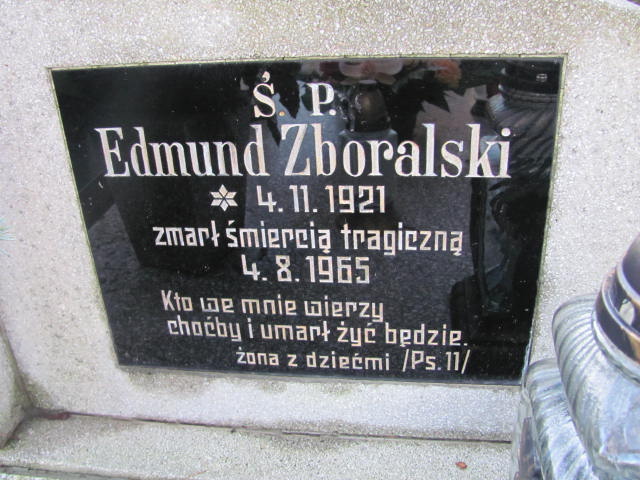 Ś. P.
Edmund Zboralski
* 4.11.1921
zmarł śmiercią tragiczną
4.8.1965
Kto we mnie wierzy
choćby i umarł żyć będzie.
żona z dziećmi /Ps.11/